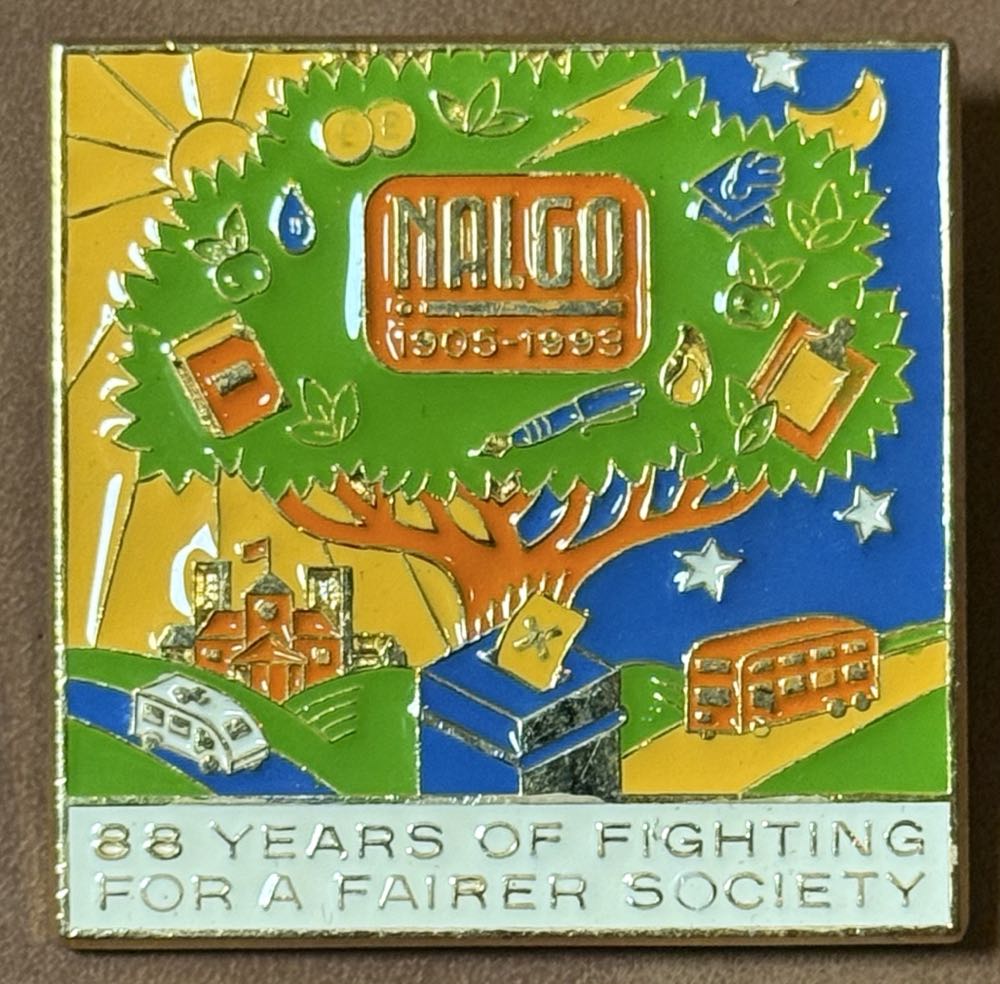 NALGO
1905-1993
88 YEARS OF FIGHTING
FOR A FAIRER SOCIETY